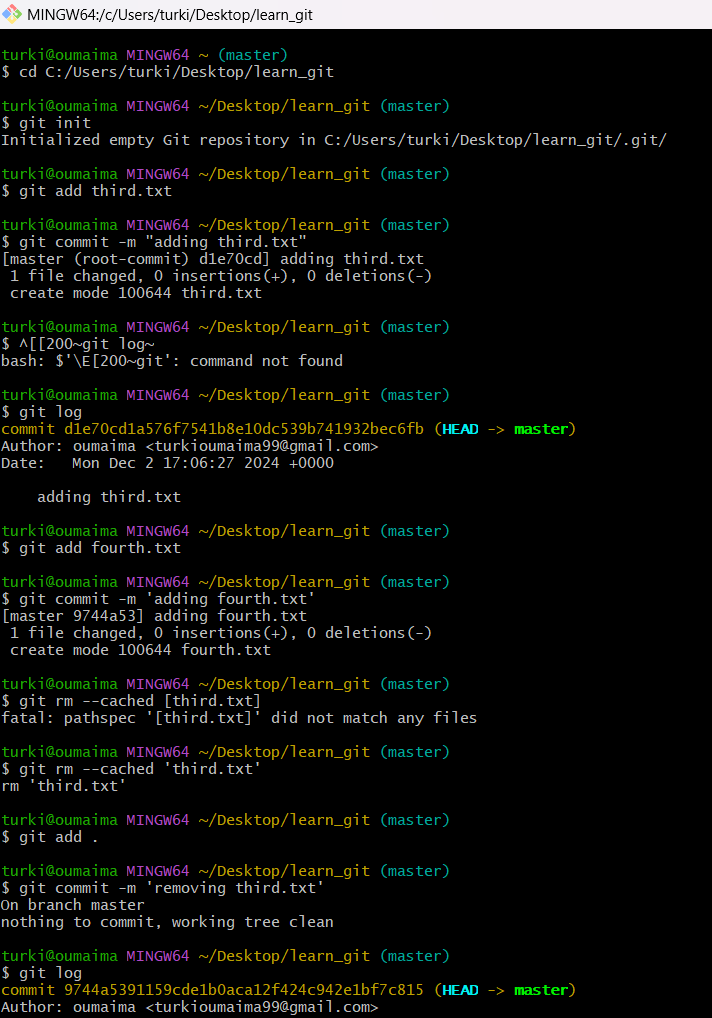 MINGW64:/c/Users/turki/Desktop/learn_git
turki@oumaima MINGW64 ~ (master)
$ cd C:/Users/turki/Desktop/learn_git
turki@oumaima MINGW64 ~/Desktop/learn_git (master)
$ git init
Initialized empty Git repository in C:/Users/turki/Desktop/learn_git/.git/
turki@oumaima MINGW64 ~/Desktop/learn_git (master)
$ git add third.txt
turki@oumaima MINGW64 ~/Desktop/learn_git (master)
$ git commit -m "adding third.txt"
[master (root-commit) d1e70cd] adding third.txt
 1 file changed, 0 insertions(+), 0 deletions(-)
 create mode 100644 third.txt
turki@oumaima MINGW64 ~/Desktop/learn_git (master)
$ ^[[200~git log~
bash: $'\E[200~git': command not found
turki@oumaima MINGW64 ~/Desktop/learn_git (master)
$ git log
commit d1e70cd1a576f7541b8e10dc539b741932bec6fb (HEAD -> master)
Author: oumaima <turkioumaima99@gmail.com>
Date:   Mon Dec 2 17:06:27 2024 +0000
    adding third.txt
turki@oumaima MINGW64 ~/Desktop/learn_git (master)
$ git add fourth.txt
turki@oumaima MINGW64 ~/Desktop/learn_git (master)
$ git commit -m 'adding fourth.txt'
[master 9744a53] adding fourth.txt
 1 file changed, 0 insertions(+), 0 deletions(-)
 create mode 100644 fourth.txt
turki@oumaima MINGW64 ~/Desktop/learn_git (master)
$ git rm --cached [third.txt]
fatal: pathspec '[third.txt]' did not match any files
turki@oumaima MINGW64 ~/Desktop/learn_git (master)
$ git rm --cached 'third.txt'
rm 'third.txt'
turki@oumaima MINGW64 ~/Desktop/learn_git (master)
$ git add .
turki@oumaima MINGW64 ~/Desktop/learn_git (master)
$ git commit -m 'removing third.txt'
On branch master
nothing to commit, working tree clean
turki@oumaima MINGW64 ~/Desktop/learn_git (master)
$ git log
commit 9744a5391159cde1b0aca12f424c942e1bf7c815 (HEAD -> master)
Author: oumaima <turkioumaima99@gmail.com>